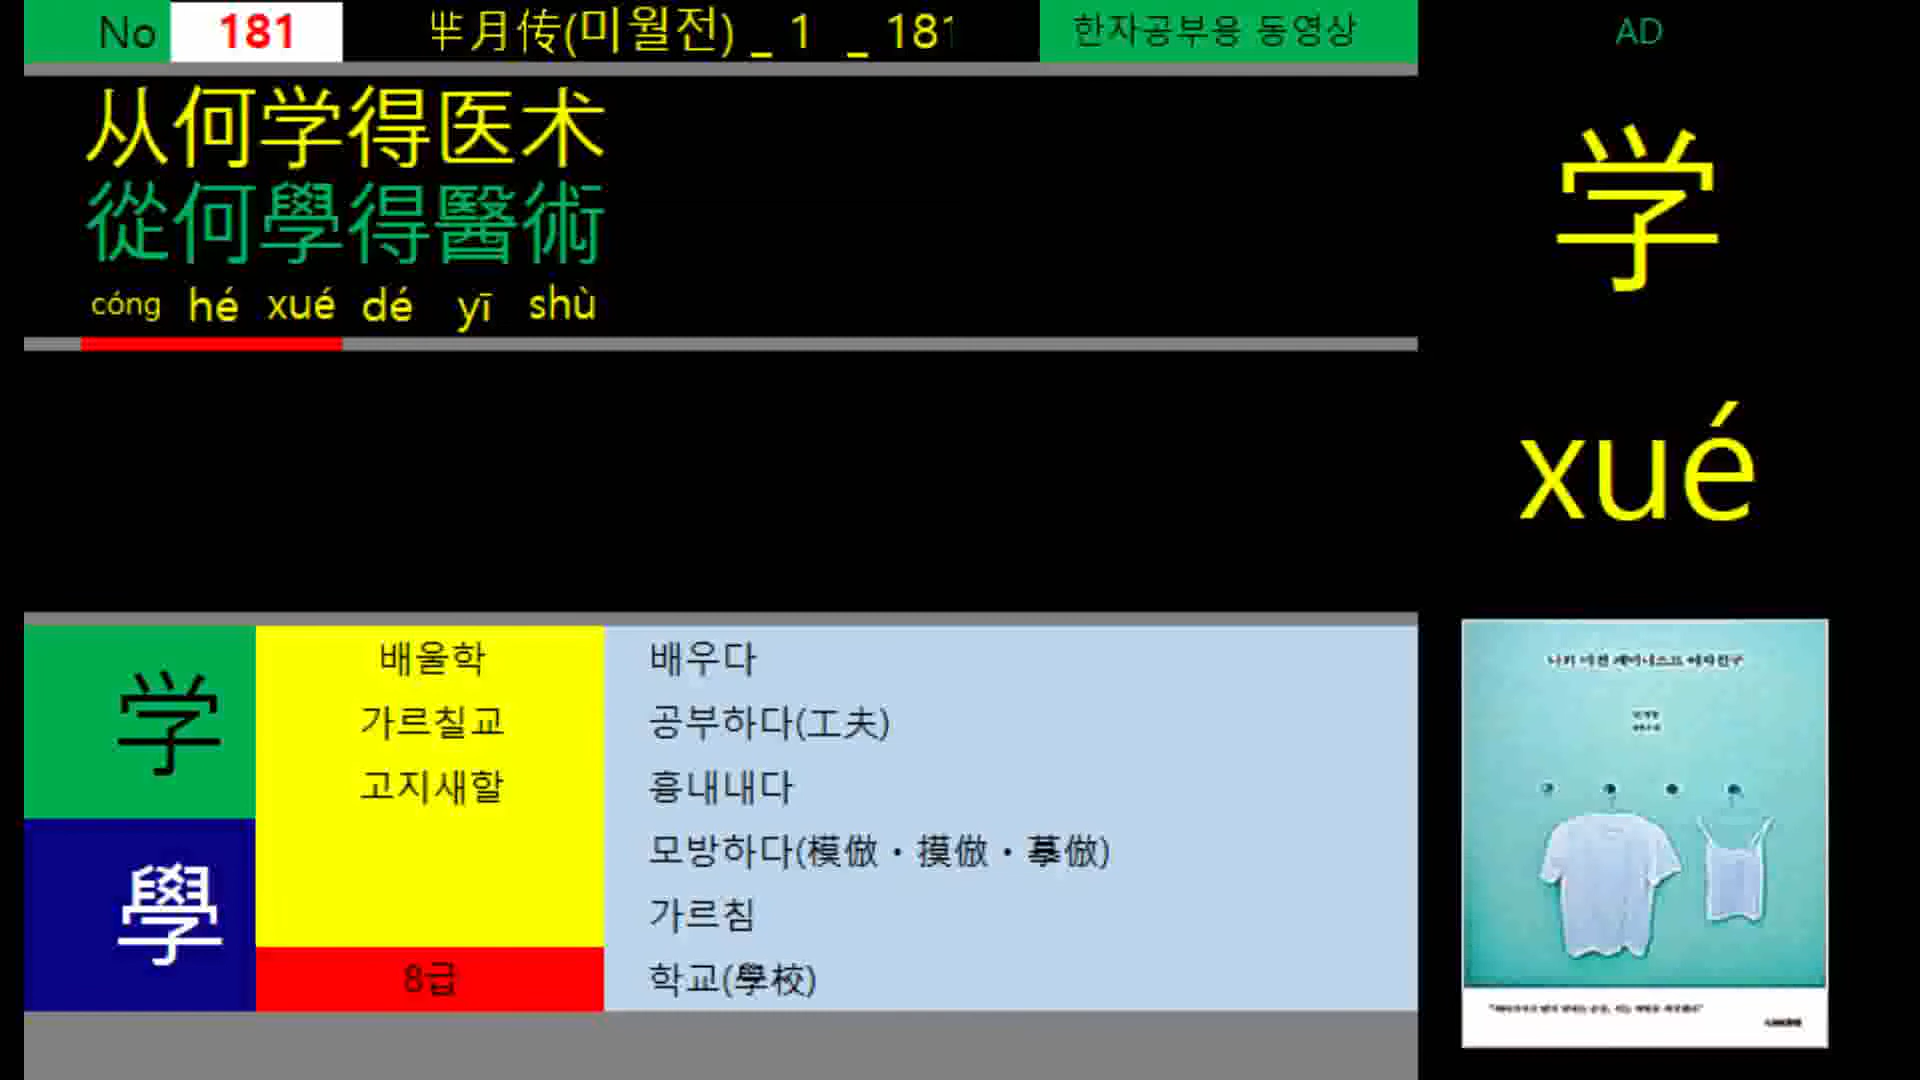 No 181 芈月传(미월전) _ 1 _ 181 한자공부용 동영상
AD
从何学得医术
從何學得醫術
cóng hé xué dé yī shù
学
xué
学
學
배울학
가르칠교
고지새할
8급
배우다
공부하다(工夫)
흉내내다
모방하다(模倣・摸倣・摹倣)
가르침
학교(學校)